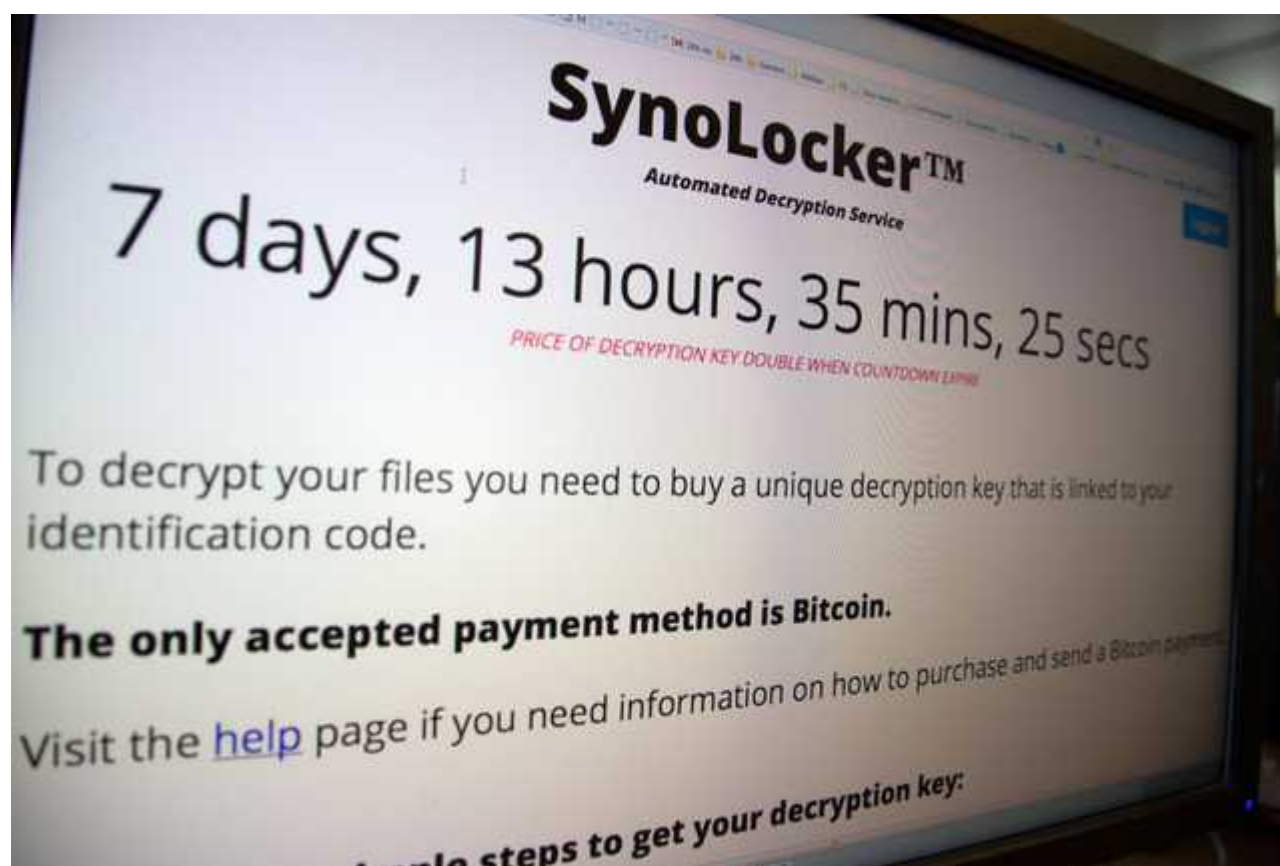 SynoLocker™
Automated Decryption Service
7 days, 13 hours, 35 mins, 25 secs
PRICE OF DECRYPTION KEY DOUBLE WHEN COUNTDOWN EXPIRE
To decrypt your files you need to buy a unique decryption key that is linked to your
identification code.
The only accepted payment method is Bitcoin.
Visit the help page if you need information on how to purchase and send a Bitcoin payment
steps to get your decryption key: